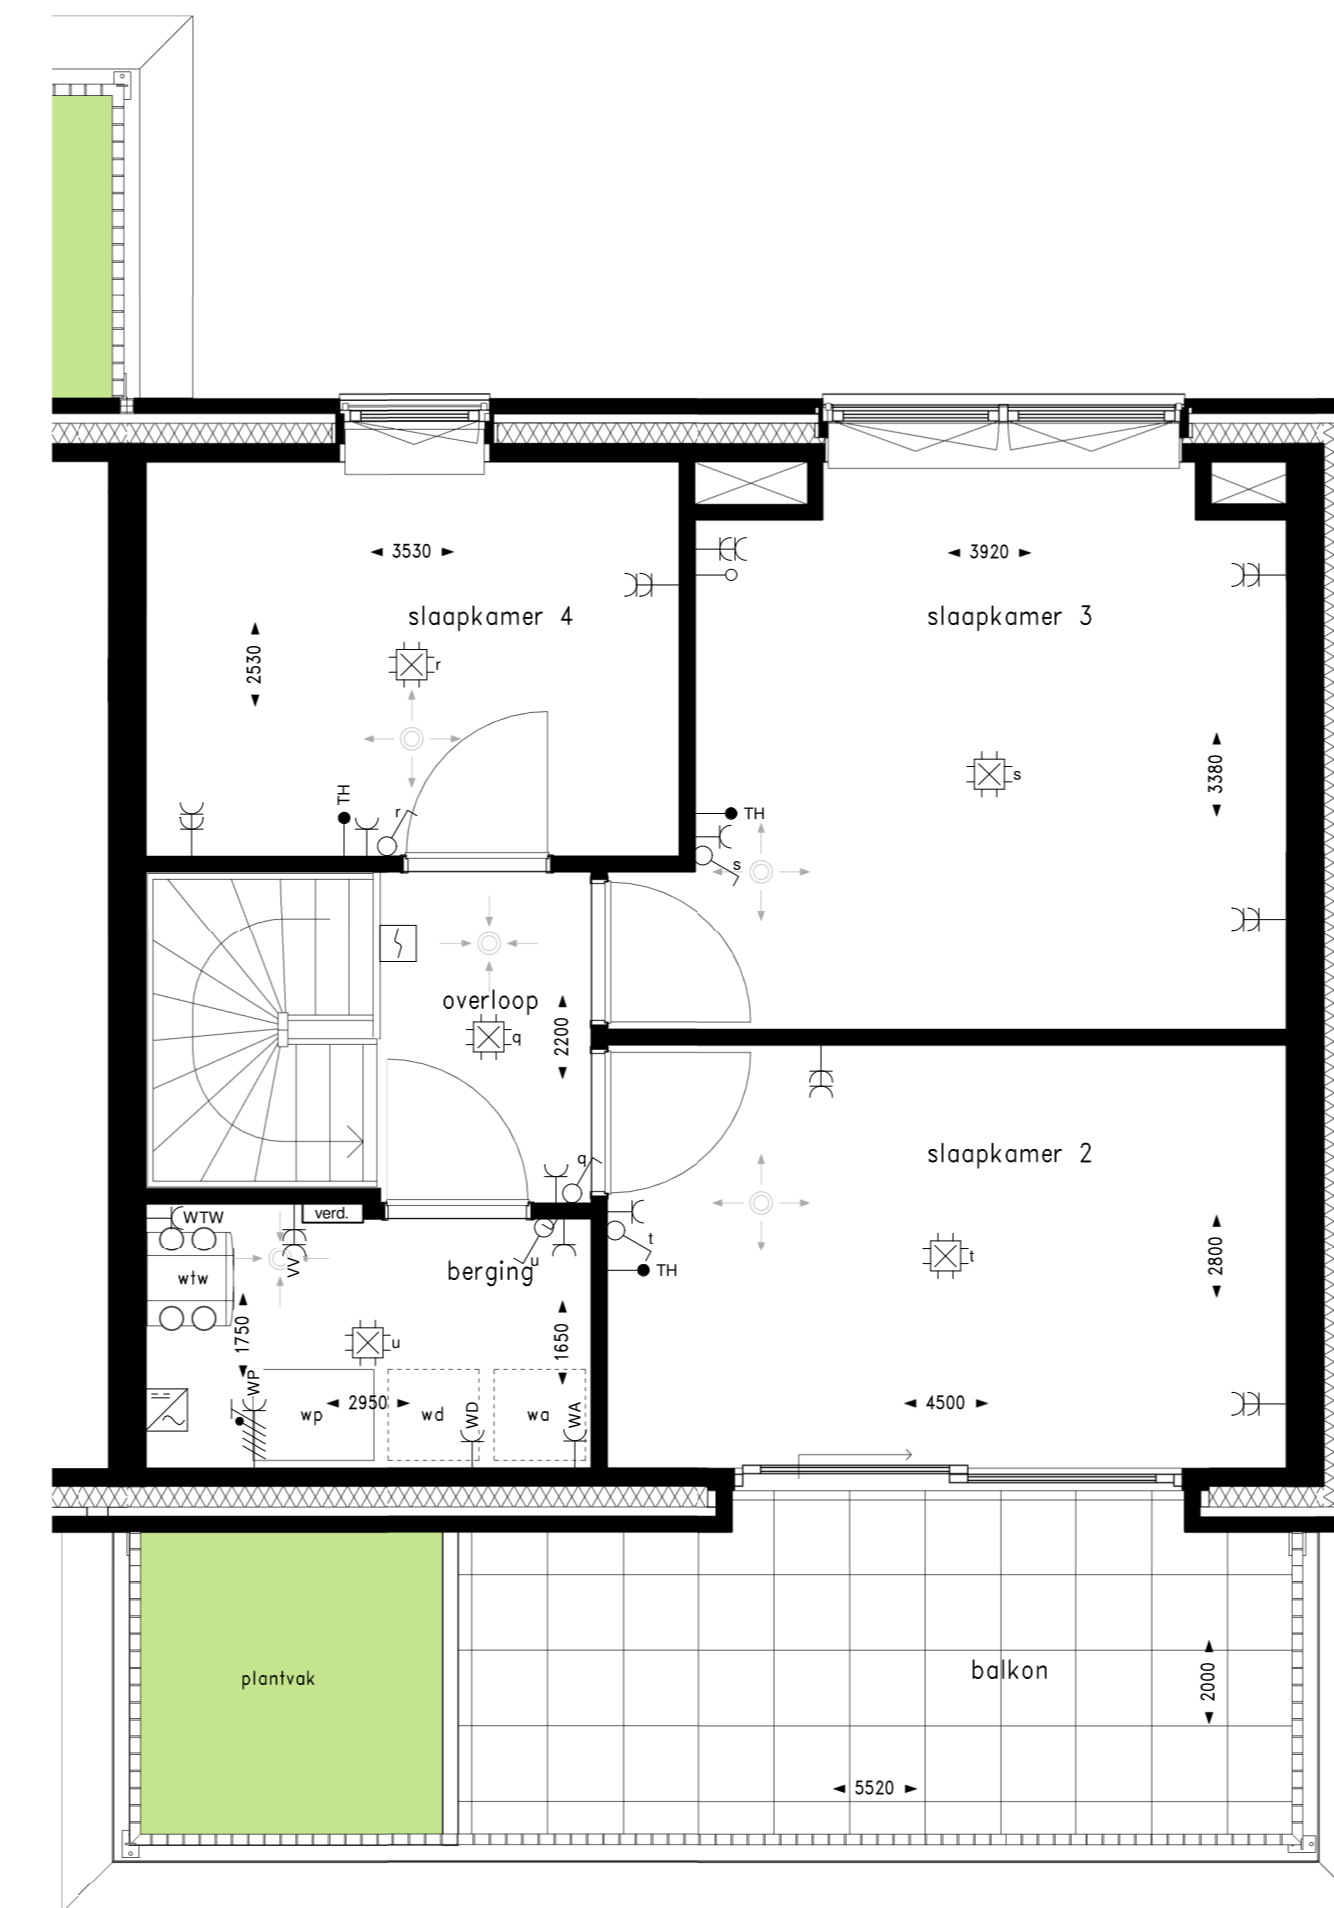 3530
3920
slaapkamer 4
slaapkamer 3
2530
r
3380
s
TH
r
TH
s
overloop
q
2200
slaapkamer 2
q
verd.
WTW
t
t
2800
TH
wtw
VV
berging
u
1750
u
1650
WP
wp
2950
wd
WD
wa
WA
4500
plantvak
balkon
2000
5520